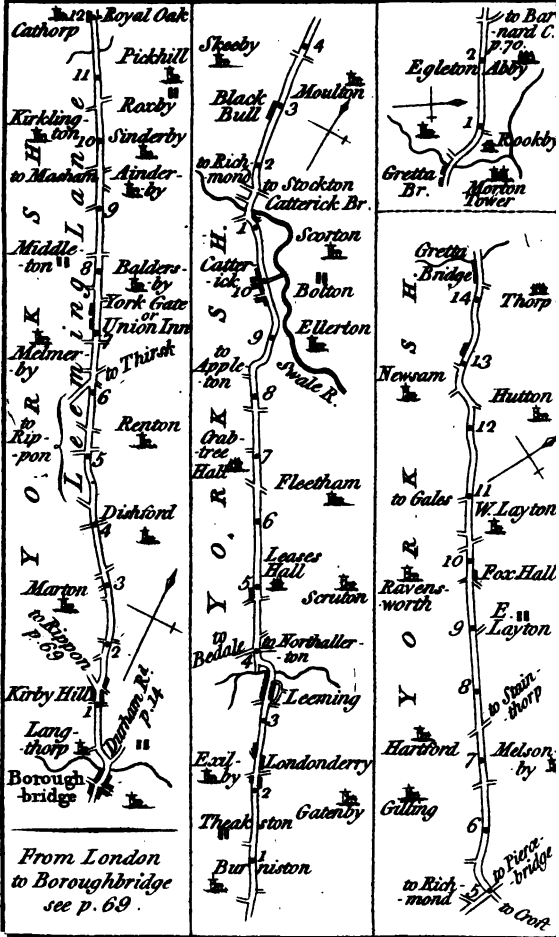 12 Royal Oak
Cathorp
Pickhill
11
Roxby
Kirkling-
ton
10
Sinderby
to Masham
Ainder-
by
9
Middle-
ton
8
Balders-
by
York Gate
or
Union Inn
7
Melmer-
by
to Thirsk
6
to
Rip-
-pon
Renton
5
Leeming Lane
Dishford
4
Marton
3
to Rippon
p.69
2
Kirby Hill
1
Durham Rd
p.14
Lang-
thorp
Borough-
bridge
YORKSH
From London
to Boroughbridge
see p.69.
4
Skeeby
Moulton
Black
Bull
3
to Rich-
mond
2
to Stockton
Catterick Br.
1
Scorton
Catter-
ick
10
Bolton
Ellerton
9
to
Apple-
ton
Swale R.
8
Crab-
tree
Hall
7
Fleetham
6
Leases
Hall
5
Scruton
to
Bedale
to Northaller-
ton
4
Leeming
3
Exil-
by
Londonderry
2
Gatenby
Theakston
1
Burniston
YORKSH.
to Bar-
nard C.
p.70.
2
Egleton Abby
1
Rookby
Gretta
Br.
Morton
Tower
Gretta
Bridge
14
Thorp
13
Newsam
Hutton
12
11
to Gales
W. Layton
10
Fox Hall
Ravens-
worth
E.
Layton
9
8
to Stain-
thorp
Hartford
7
Melson-
by
Gilling
6
to Pierce-
bridge
to Rich-
-mond
5
to Croft
YORKSH